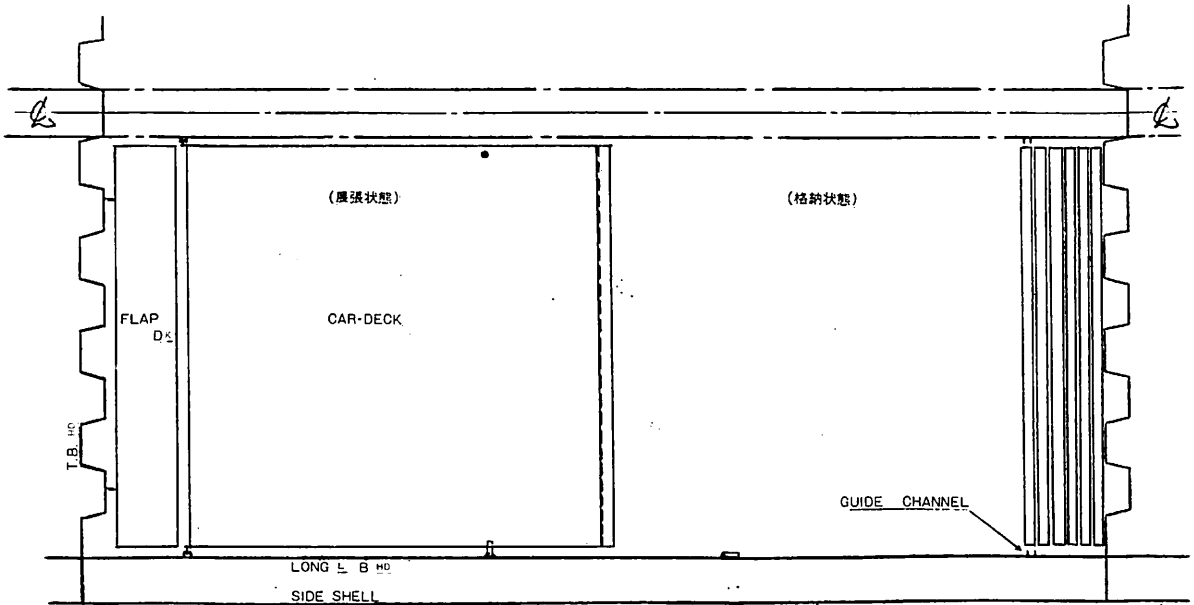 ℄
℄
(展張状態)
(格納状態)
FLAP
DK
CAR-DECK
T.B. HD
GUIDE CHANNEL
LONG L B HD
SIDE SHELL